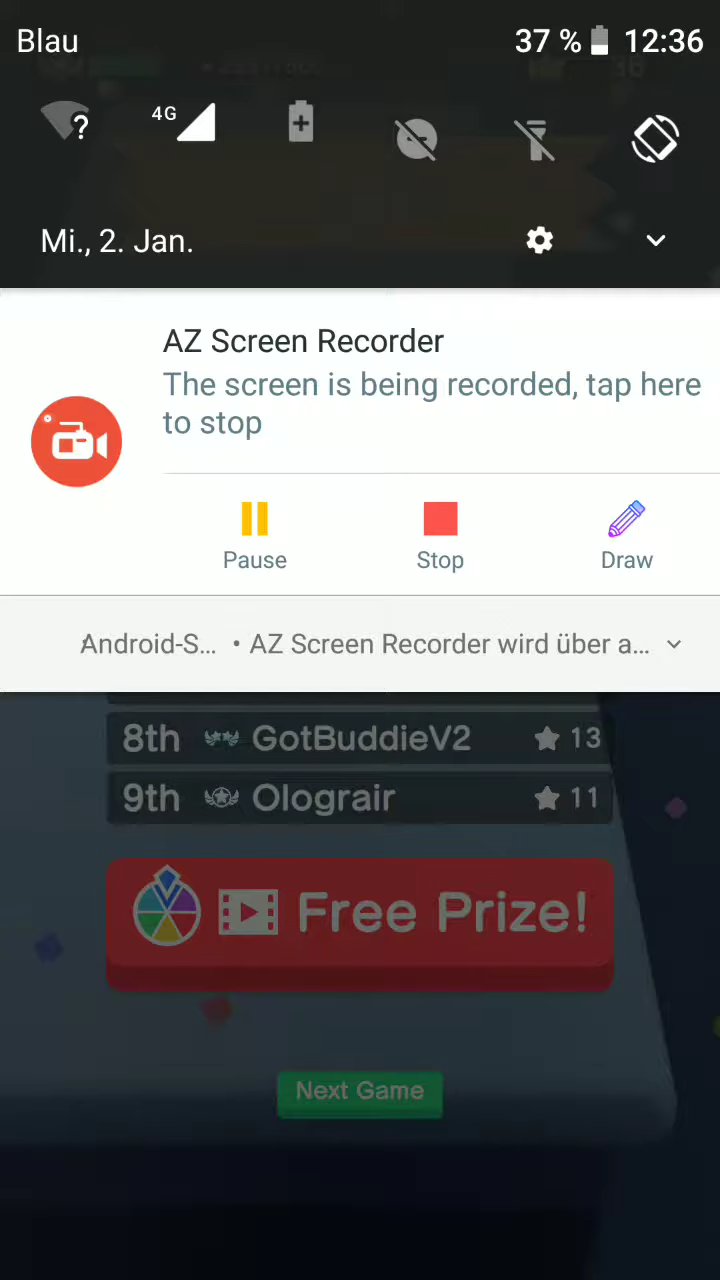 Blau 37 % 12:36
4G
Mi., 2. Jan.
AZ Screen Recorder
The screen is being recorded, tap here
to stop
Pause Stop Draw
Android-S... • AZ Screen Recorder wird über a...
8th GotBuddieV2 13
9th Olograir 11
Free Prize!
Next Game